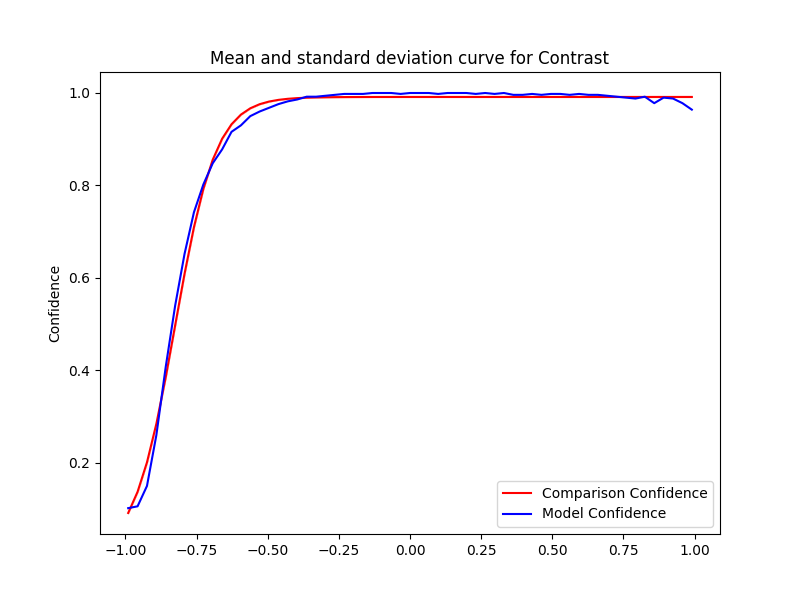 Mean and standard deviation curve for Contrast
Confidence
1.0
0.8
0.6
0.4
0.2
−1.00 −0.75 −0.50 −0.25 0.00 0.25 0.50 0.75 1.00
Comparison Confidence
Model Confidence